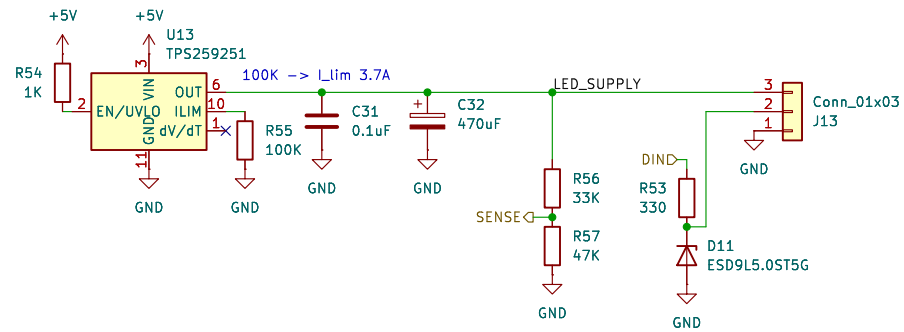 +5V
+5V
U13
TPS259251
R54
1K
3
VIN
100K -> I_lim 3.7A
OUT
6
2
EN/UVLO
ILIM
10
GND
dV/dT
1
11
GND
R55
100K
GND
C31
0.1uF
GND
+
C32
470uF
GND
LED_SUPPLY
3
2
1
Conn_01x03
J13
GND
DIN
R53
330
R56
33K
SENSE
R57
47K
GND
D11
ESD9L5.0ST5G
GND